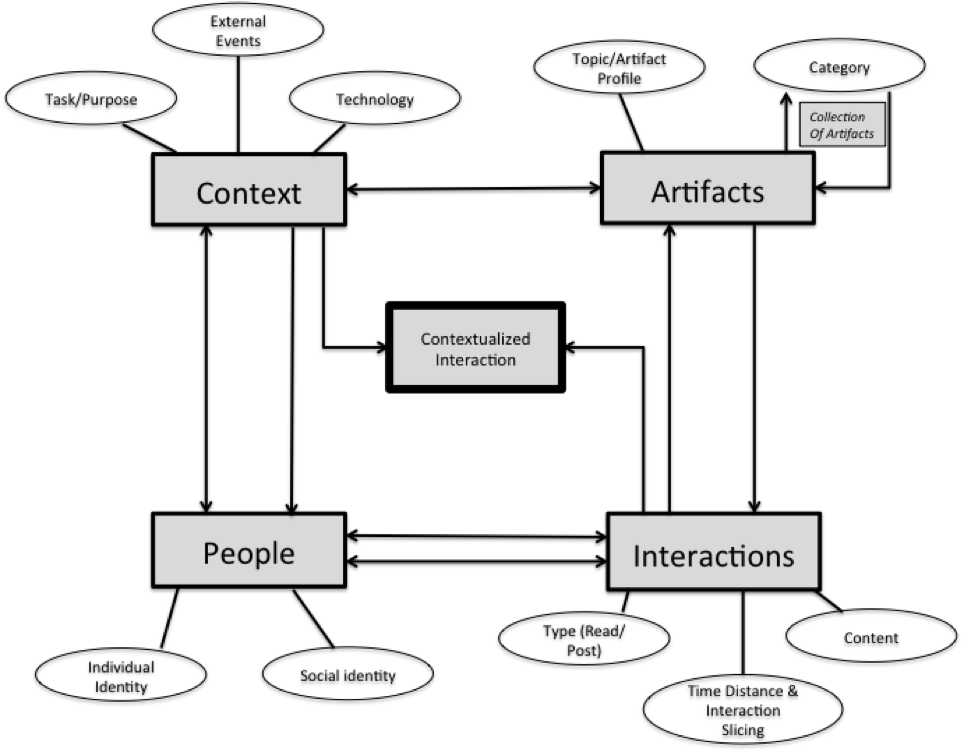 External
Events
Topic/Artifact
Profile
Category
Task/Purpose
Technology
Collection
Of Artifacts
Context
Artifacts
Contextualized
Interaction
People
Interactions
Type (Read/
Post)
Content
Individual
Identity
Social identity
Time Distance &
Interaction
Slicing